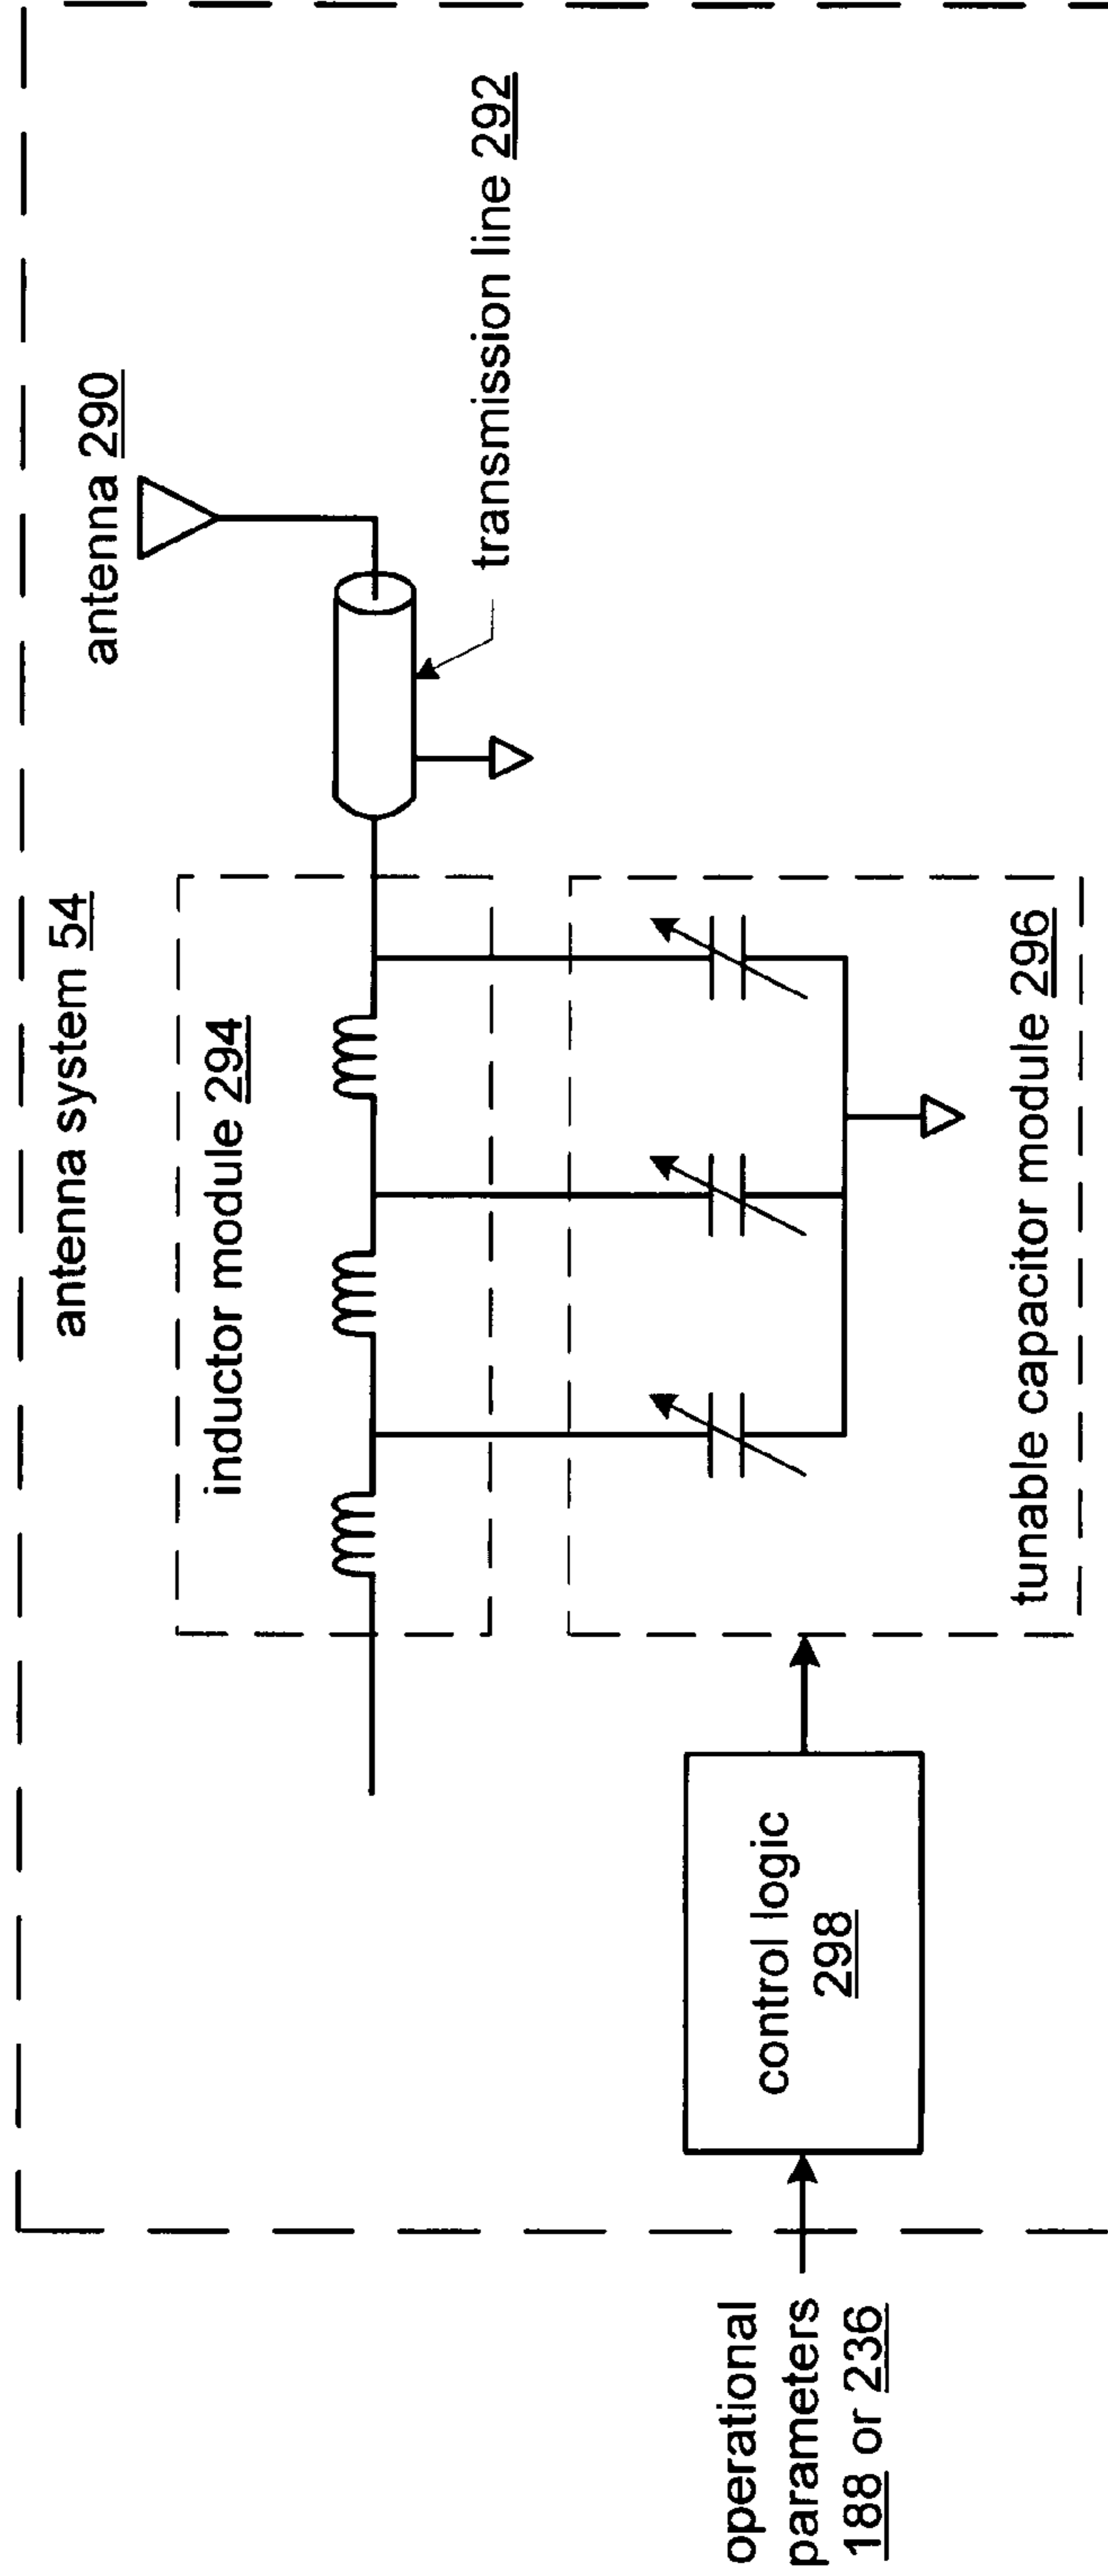 antenna system 54
antenna 290
inductor module 294
transmission line 292
tunable capacitor module 296
control logic
298
operational
parameters
188 or 236